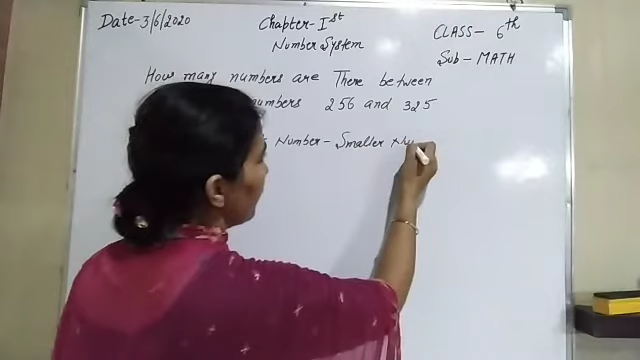 Date-3/6/2020
Chapter-Ist
Number System
CLASS- 6th
Sub-MATH
How many numbers are There between
numbers 256 and 325
Number-Smaller